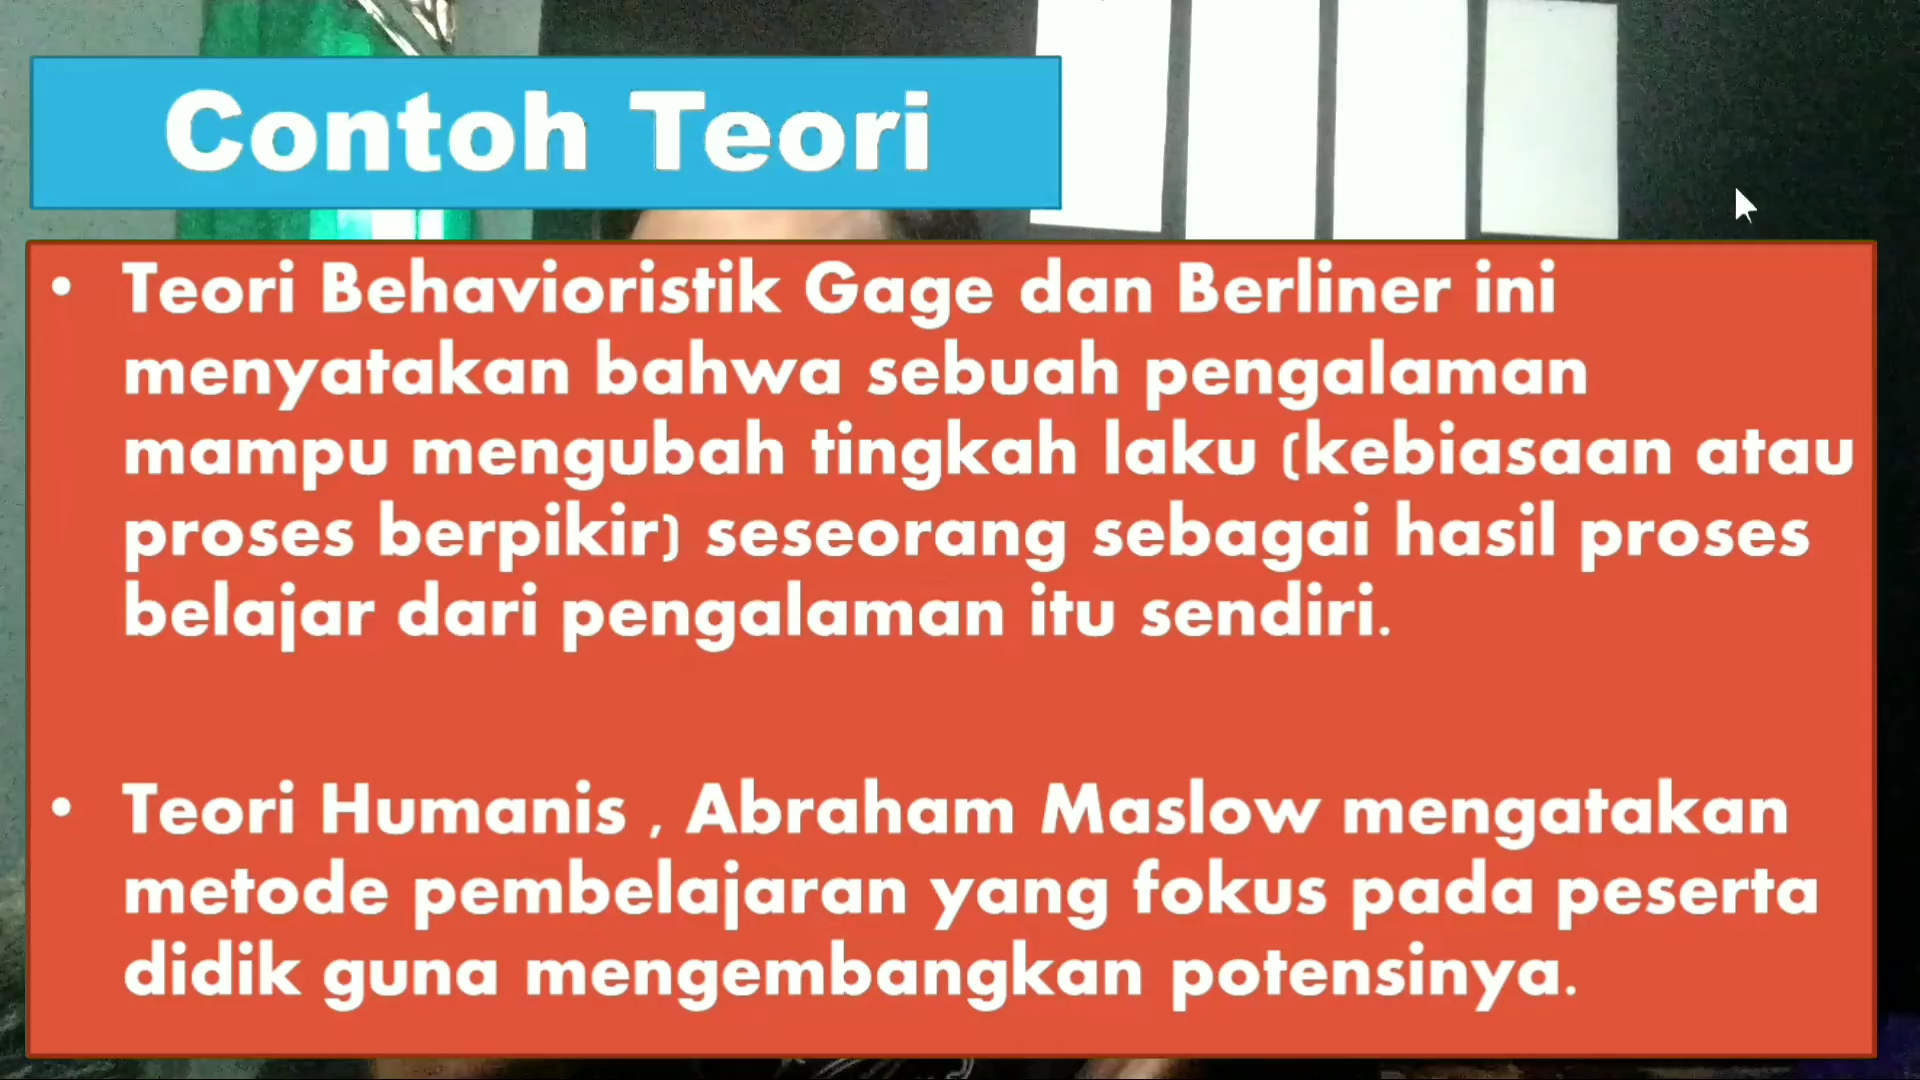 Contoh Teori
• Teori Behavioristik Gage dan Berliner ini
menyatakan bahwa sebuah pengalaman
mampu mengubah tingkah laku (kebiasaan atau
proses berpikir) seseorang sebagai hasil proses
belajar dari pengalaman itu sendiri.
• Teori Humanis , Abraham Maslow mengatakan
metode pembelajaran yang fokus pada peserta
didik guna mengembangkan potensinya.